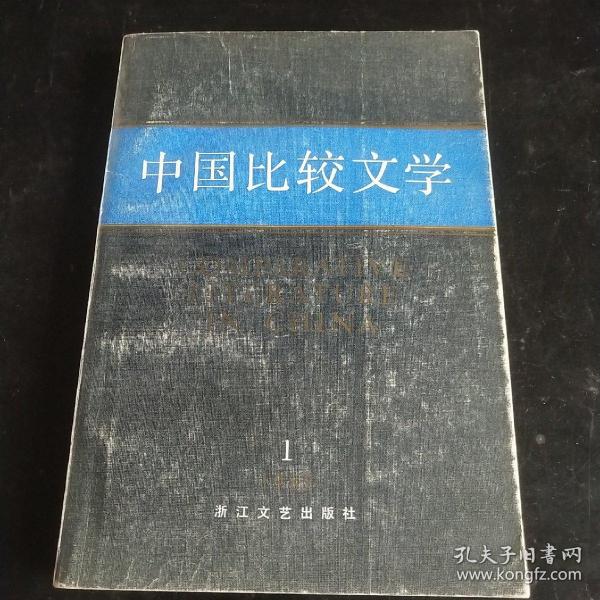 中国比较文学
COMPARATIVE
LITERATURE
IN CHINA
1
浙江文艺出版社
孔夫子旧書网
www.kongfz.com